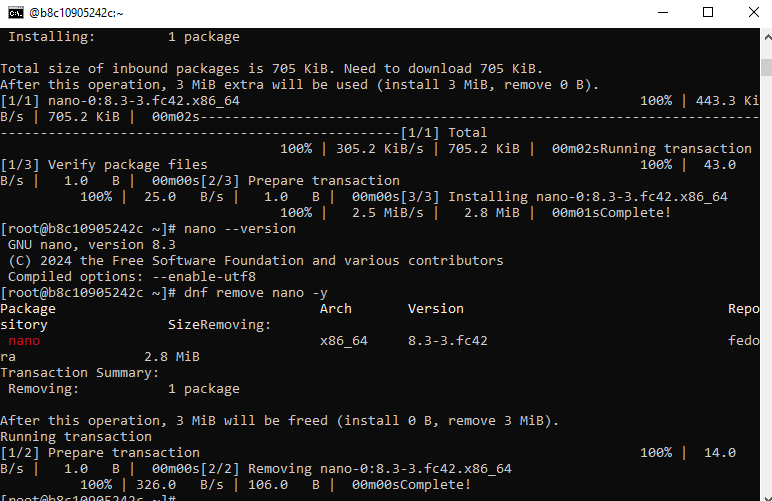 @b8c10905242c:~
Installing: 1 package
Total size of inbound packages is 705 KiB. Need to download 705 KiB.
After this operation, 3 MiB extra will be used (install 3 MiB, remove 0 B).
[1/1] nano-0:8.3-3.fc42.x86_64 100% | 443.3 Ki
B/s | 705.2 KiB | 00m02s----------------------------------------------------------------------
--------------------------------------------------[1/1] Total
100% | 305.2 KiB/s | 705.2 KiB | 00m02sRunning transaction
[1/3] Verify package files 100% | 43.0
B/s | 1.0 B | 00m00s[2/3] Prepare transaction
100% | 25.0 B/s | 1.0 B | 00m00s[3/3] Installing nano-0:8.3-3.fc42.x86_64
100% | 2.5 MiB/s | 2.8 MiB | 00m01sComplete!
[root@b8c10905242c ~]# nano --version
GNU nano, version 8.3
(C) 2024 the Free Software Foundation and various contributors
Compiled options: --enable-utf8
[root@b8c10905242c ~]# dnf remove nano -y
Package Arch Version Repo
sitory SizeRemoving:
nano x86_64 8.3-3.fc42 fedo
ra 2.8 MiB
Transaction Summary:
Removing: 1 package
After this operation, 3 MiB will be freed (install 0 B, remove 3 MiB).
Running transaction
[1/2] Prepare transaction 100% | 14.0
B/s | 1.0 B | 00m00s[2/2] Removing nano-0:8.3-3.fc42.x86_64
100% | 326.0 B/s | 106.0 B | 00m00sComplete!
[root@b8c10905242c ~]#